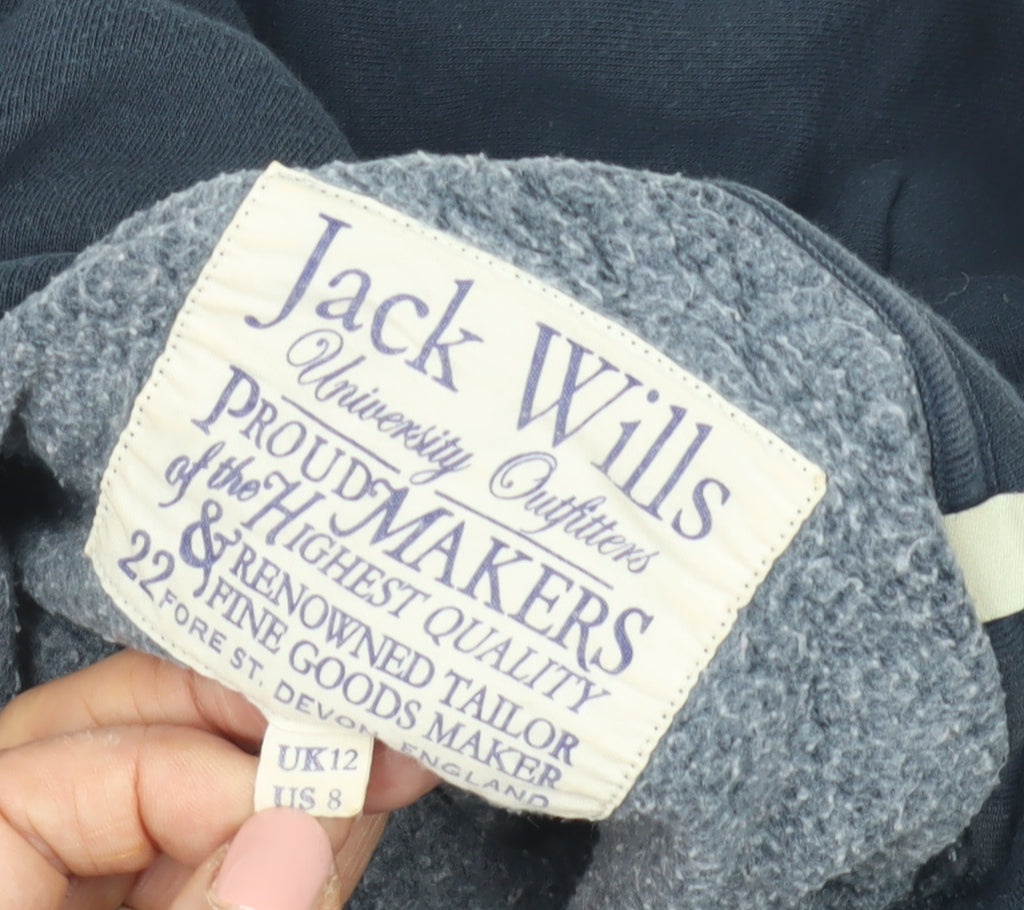 Jack Wills
University Outfitters
PROUD MAKERS
of the HIGHEST QUALITY
& RENOWNED TAILOR
FINE GOODS MAKER
22 FORE ST. DEVON ENGLAND
UK12
US 8